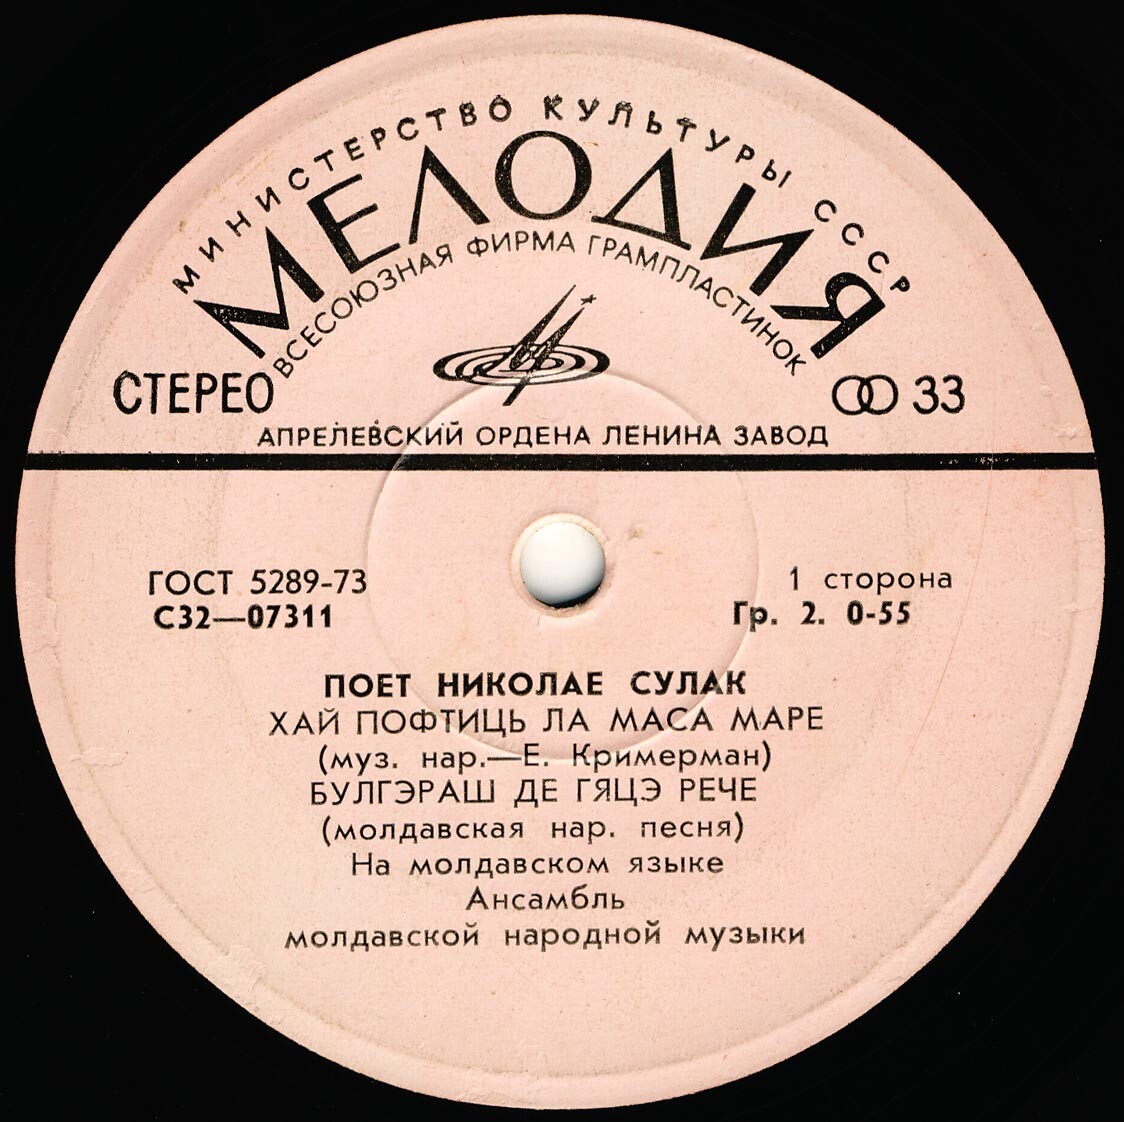 МИНИСТЕРСТВО КУЛЬТУРЫ СССР
МЕЛОДИЯ
ВСЕСОЮЗНАЯ ФИРМА ГРАМПЛАСТИНОК
СТЕРЕО
33
АПРЕЛЕВСКИЙ ОРДЕНА ЛЕНИНА ЗАВОД
ГОСТ 5289-73
1 сторона
С32—07311
Гр. 2. 0-55
ПОЕТ НИКОЛАЕ СУЛАК
ХАЙ ПОФТИЦЬ ЛА МАСА МАРЕ
(муз. нар.—Е. Кримерман)
БУЛГЭРАШ ДЕ ГЯЦЭ РЕЧЕ
(молдавская нар. песня)
На молдавском языке
Ансамбль
молдавской народной музыки